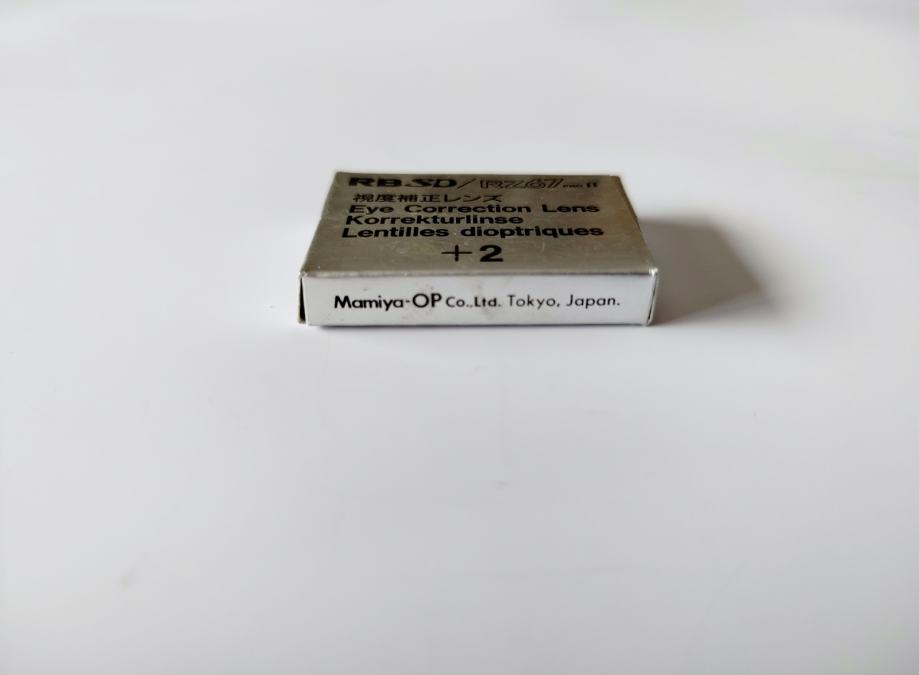 RB-SD/RZ67 PRO II
視度補正レンズ
Eye Correction Lens
Korrekturlinse
Lentilles dioptriques
+2
Mamiya-OP Co.,Ltd. Tokyo, Japan.